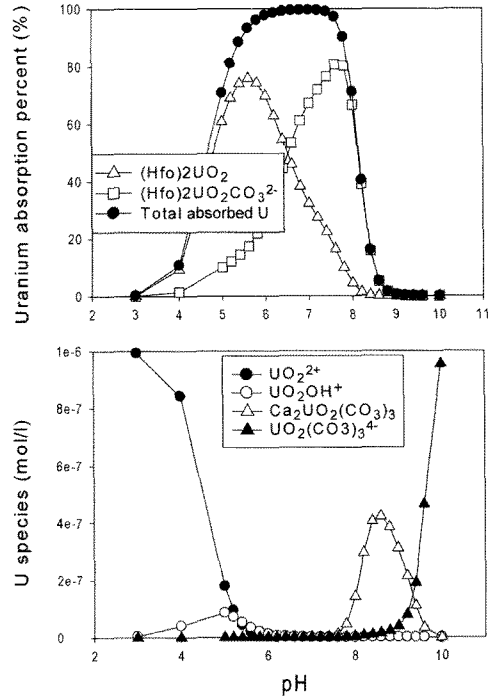 Uranium absorption percent (%)
100
80
60
40
20
0
(Hfo)2UO₂
(Hfo)2UO₂CO₃²⁻
Total absorbed U
2 3 4 5 6 7 8 9 10 11
U species (mol/l)
1e-6
8e-7
6e-7
4e-7
2e-7
0
UO₂²⁺
UO₂OH⁺
Ca₂UO₂(CO₃)₃
UO₂(CO3)₃⁴⁻
2 4 6 8 10
pH